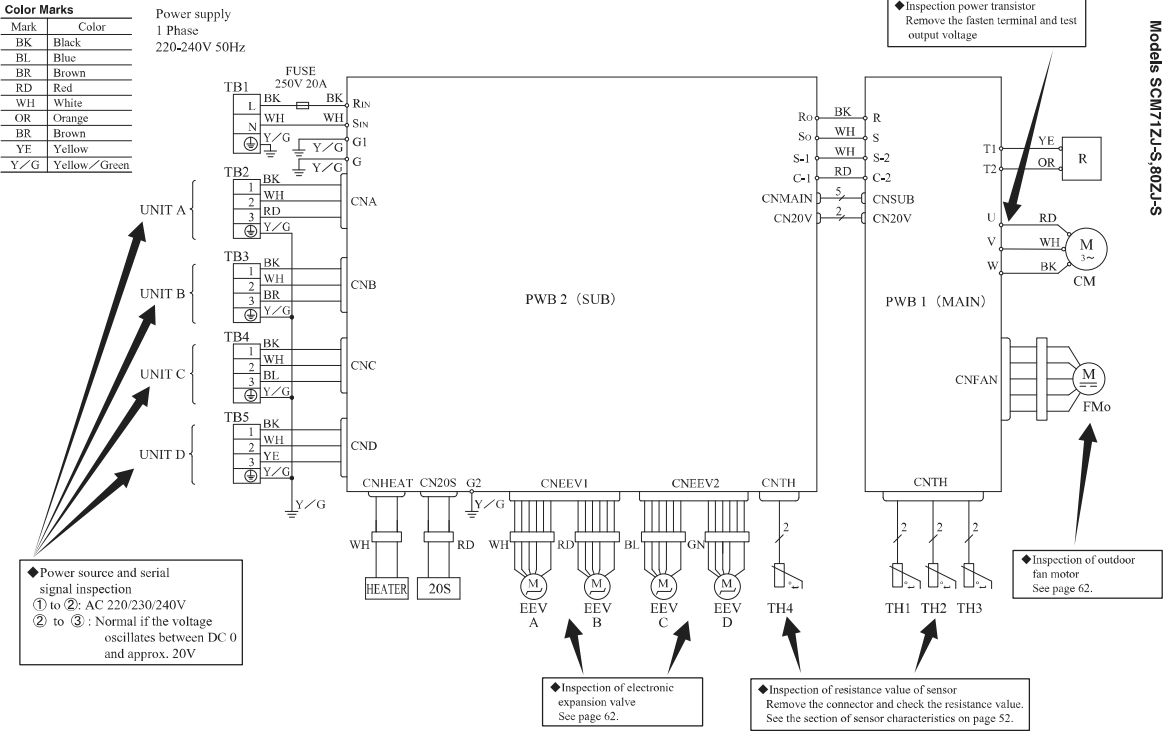 Color Marks
Mark Color
BK Black
BL Blue
BR Brown
RD Red
WH White
OR Orange
BR Brown
YE Yellow
Y／G Yellow／Green
Power supply
1 Phase
220-240V 50Hz
◆Inspection power transistor
Remove the fasten terminal and test
output voltage
Models SCM71ZJ-S,80ZJ-S
FUSE
250V 20A
TB1
L
N
BK
BK
WH
WH
Y／G
Y／G
Y／G
RIN
SIN
G1
G
UNIT A
TB2
1
2
3
BK
WH
RD
Y／G
CNA
UNIT B
TB3
1
2
3
BK
WH
BR
Y／G
CNB
UNIT C
TB4
1
2
3
BK
WH
BL
Y／G
CNC
UNIT D
TB5
1
2
3
BK
WH
YE
Y／G
CND
Y／G
PWB 2（SUB）
RO BK R
SO WH S
S-1 WH S-2
C-1 RD C-2
CNMAIN 5 CNSUB
CN20V 2 CN20V
PWB 1（MAIN）
T1 YE
T2 OR
R
U RD
V WH
W BK
M
3～
CM
CNFAN
M
FMo
CNHEAT CN20S G2
Y／G
CNEEV1
CNEEV2
CNTH
CNTH
WH
RD
WH
RD
BL
GN
2
2
2
2
HEATER
20S
M
M
M
M
EEV
A
EEV
B
EEV
C
EEV
D
TH4
TH1
TH2
TH3
◆Power source and serial
signal inspection
① to ②: AC 220/230/240V
② to ③ : Normal if the voltage
oscillates between DC 0
and approx. 20V
◆Inspection of electronic
expansion valve
See page 62.
◆Inspection of resistance value of sensor
Remove the connector and check the resistance value.
See the section of sensor characteristics on page 52.
◆Inspection of outdoor
fan motor
See page 62.